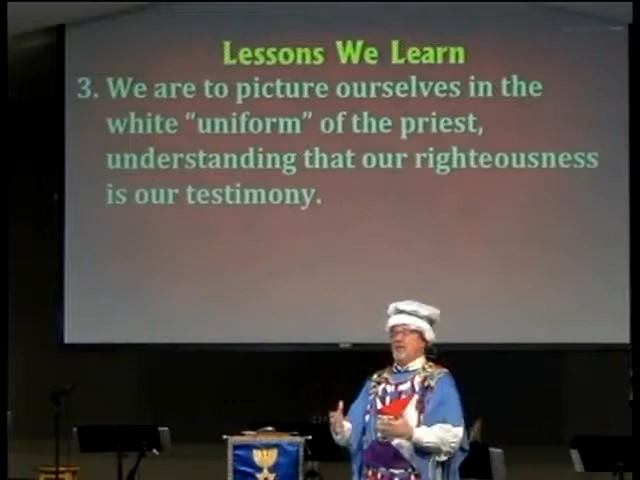 Lessons We Learn
3. We are to picture ourselves in the
white “uniform” of the priest,
understanding that our righteousness
is our testimony.